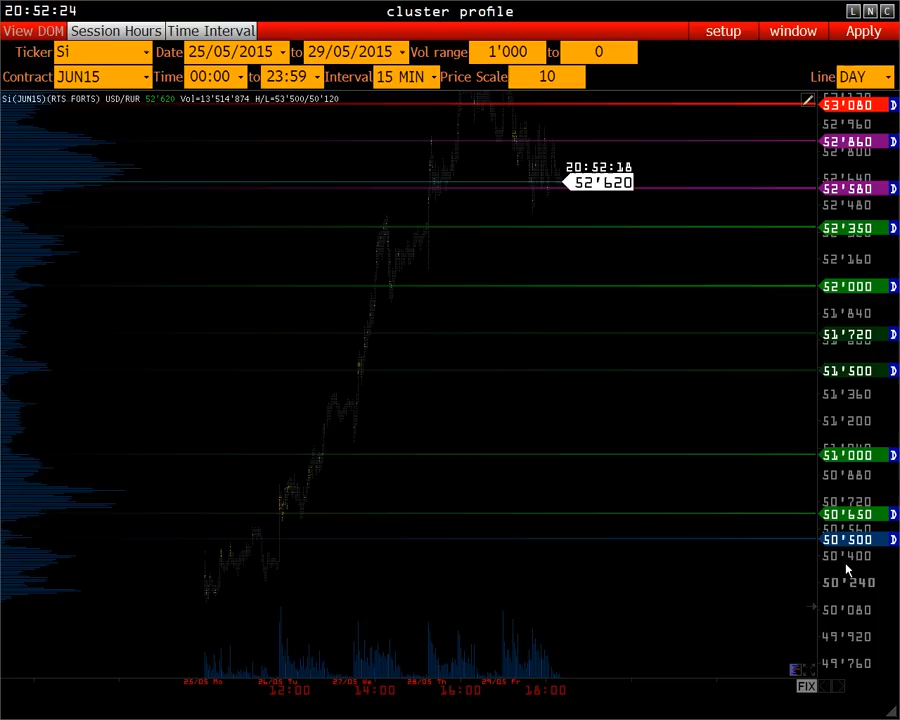 20:52:24 cluster profile L N C
View DOM Session Hours Time Interval setup window Apply
Ticker Si Date 25/05/2015 to 29/05/2015 Vol range 1'000 to 0
Contract JUN15 Time 00:00 to 23:59 Interval 15 MIN Price Scale 10 Line DAY
Si(JUN15)(RTS FORTS) USD/RUR 52'620 Vol=13'514'874 H/L=53'500/50'120
53'080 D
52'960
52'860 D
52'800
20:52:18
52'620
52'640
52'580 D
52'480
52'350 D
52'160
52'000 D
51'840
51'720 D
51'500 D
51'360
51'200
51'000 D
50'880
50'720
50'650 D
50'560
50'500 D
50'400
50'240
50'080
49'920
49'760
25/05 Mo 26/05 Tu 27/05 We 28/05 Th 29/05 Fr
12:00 14:00 16:00 18:00
FIX